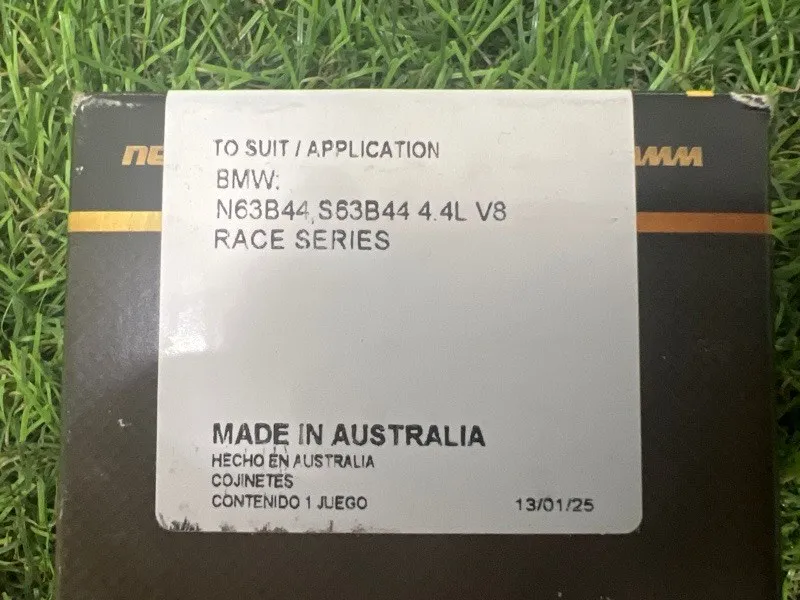 TO SUIT / APPLICATION
BMW:
N63B44,S63B44 4.4L V8
RACE SERIES
MADE IN AUSTRALIA
HECHO EN AUSTRALIA
COJINETES
CONTENIDO 1 JUEGO
13/01/25